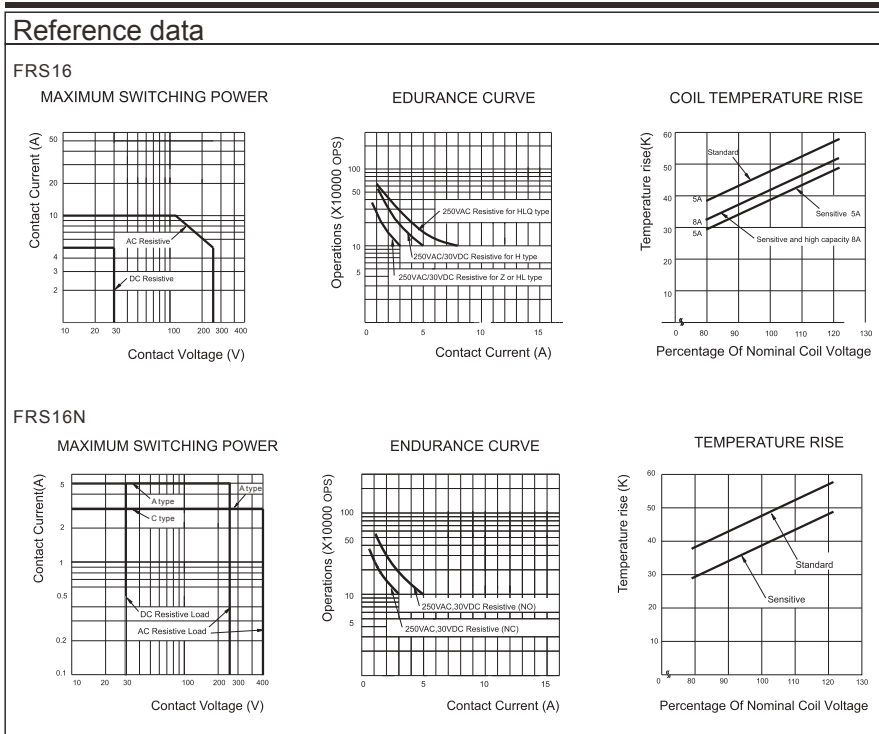 Reference data
FRS16
MAXIMUM SWITCHING POWER
Contact Current (A)
50
20
10
4
3
2
AC Resistive
DC Resistive
10 20 30 100 200 300 400
Contact Voltage (V)
EDURANCE CURVE
Operations (X10000 OPS)
100
50
10
5
250VAC Resistive for HLQ type
250VAC/30VDC Resistive for H type
250VAC/30VDC Resistive for Z or HL type
0 5 10 15
Contact Current (A)
COIL TEMPERATURE RISE
Temperature rise(K)
60
50
40
30
20
10
Standard
5A
8A
5A
Sensitive 5A
Sensitive and high capacity 8A
0 80 90 100 110 120 130
Percentage Of Nominal Coil Voltage
FRS16N
MAXIMUM SWITCHING POWER
Contact Current(A)
5
2
1
0.5
0.2
0.1
A type
A type
C type
DC Resistive Load
AC Resistive Load
10 20 30 100 200 300 400
Contact Voltage (V)
ENDURANCE CURVE
Operations (X10000 OPS)
100
50
10
5
250VAC,30VDC Resistive (NO)
250VAC,30VDC Resistive (NC)
0 5 10 15
Contact Current (A)
TEMPERATURE RISE
Temperature rise (K)
60
50
40
30
20
10
Standard
Sensitive
0 80 90 100 110 120 130
Percentage Of Nominal Coil Voltage